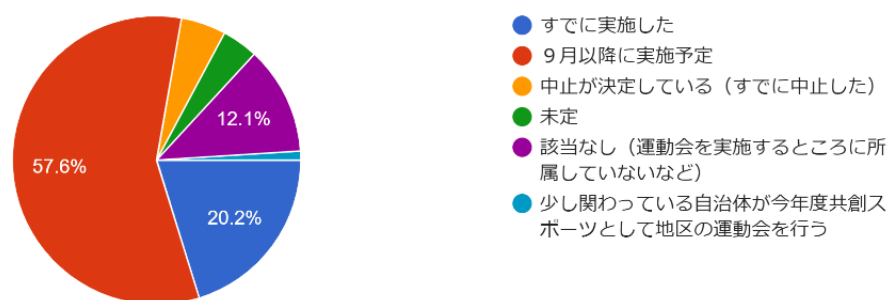 すでに実施した
９月以降に実施予定
中止が決定している（すでに中止した）
未定
該当なし（運動会を実施するところに所
属していないなど）
少し関わっている自治体が今年度共創ス
ポーツとして地区の運動会を行う
12.1%
57.6%
20.2%